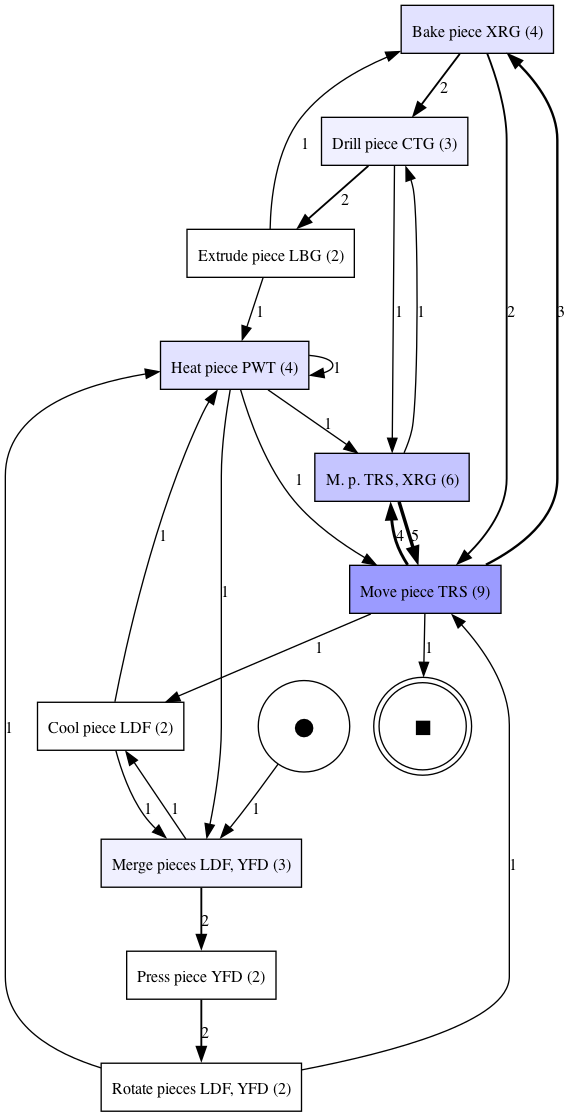 Bake piece XRG (4)
2
Drill piece CTG (3)
1
2
Extrude piece LBG (2)
1
1
1
2
3
Heat piece PWT (4)
1
1
M. p. TRS, XRG (6)
1
1
4
5
1
Move piece TRS (9)
1
1
Cool piece LDF (2)
1
1
1
1
Merge pieces LDF, YFD (3)
1
2
Press piece YFD (2)
2
Rotate pieces LDF, YFD (2)